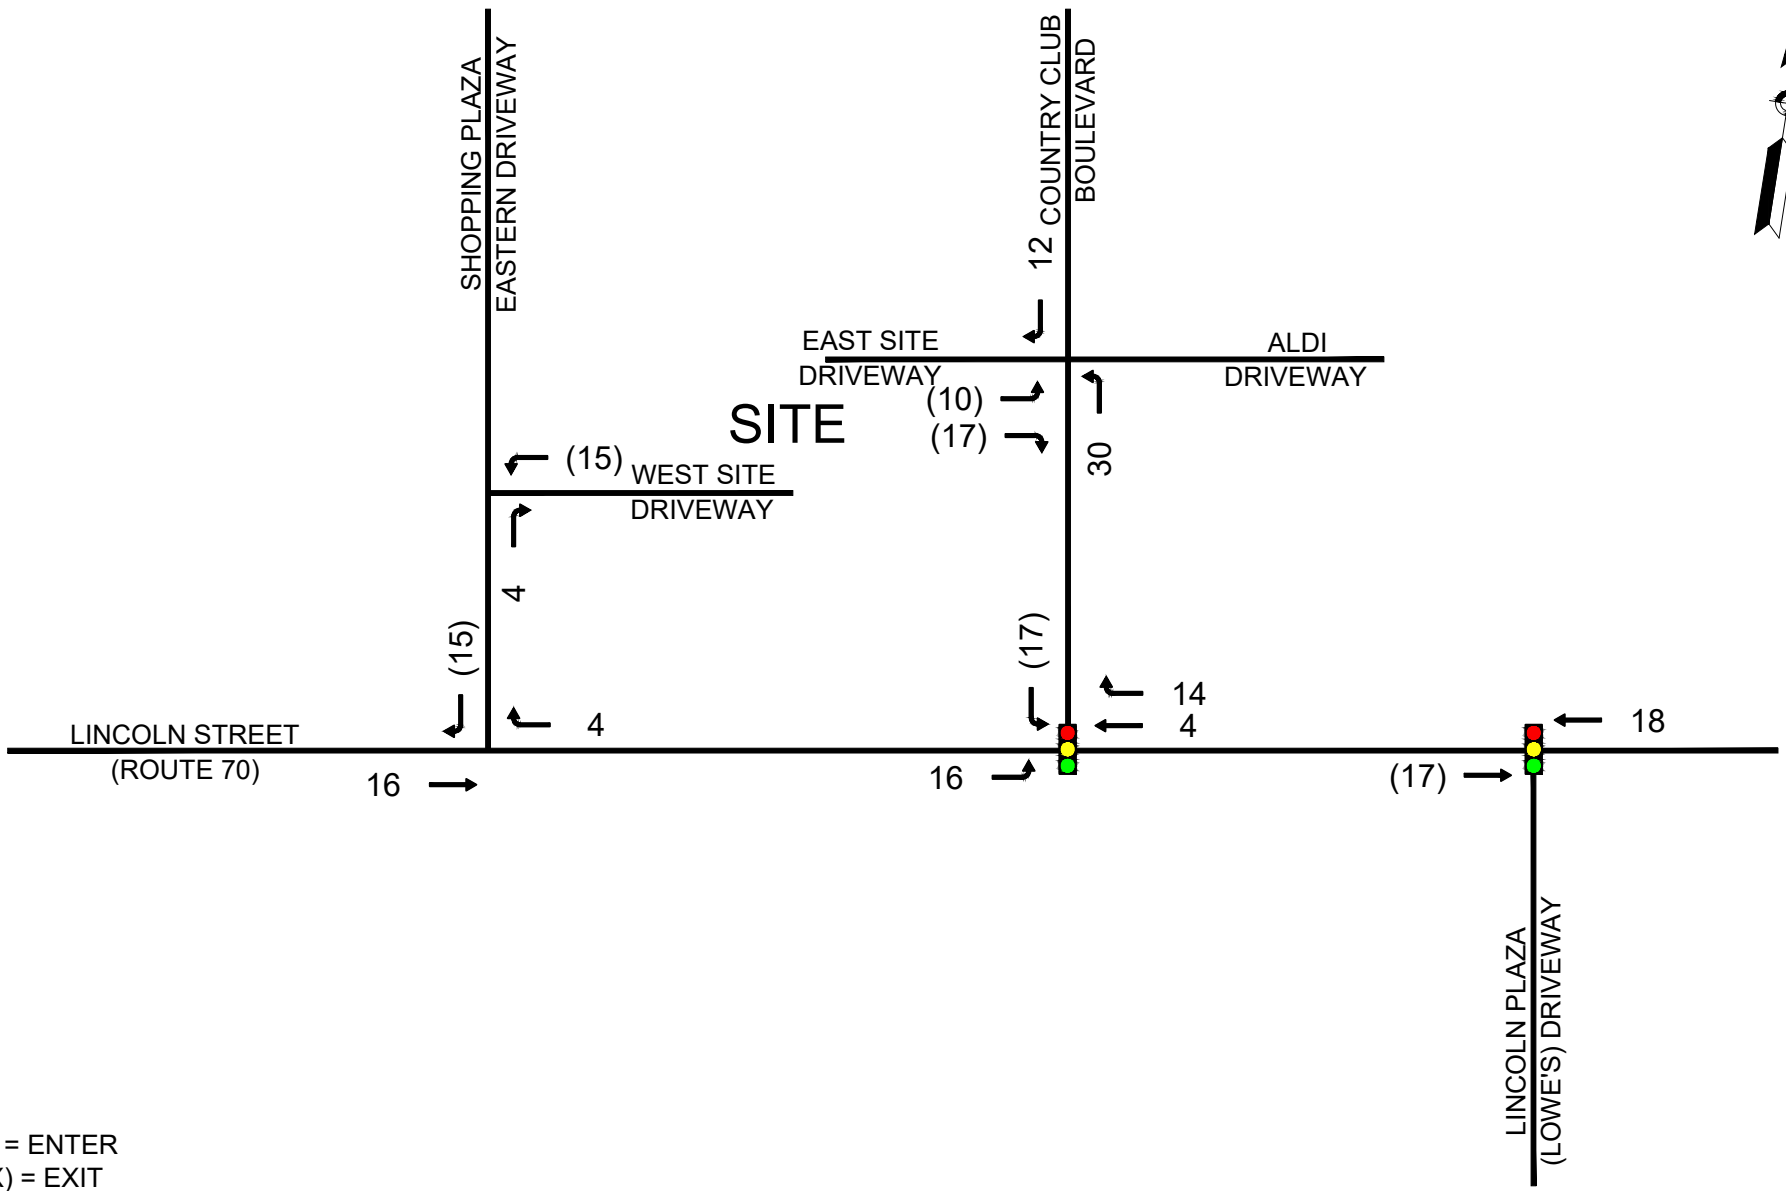 SHOPPING PLAZA
EASTERN DRIVEWAY
COUNTRY CLUB
BOULEVARD
12
EAST SITE
DRIVEWAY
ALDI
DRIVEWAY
(10)
(17)
30
SITE
(15)
WEST SITE
DRIVEWAY
4
(15)
4
(17)
14
4
18
LINCOLN STREET
(ROUTE 70)
16
16
(17)
LINCOLN PLAZA
(LOWE'S) DRIVEWAY
= ENTER
) = EXIT